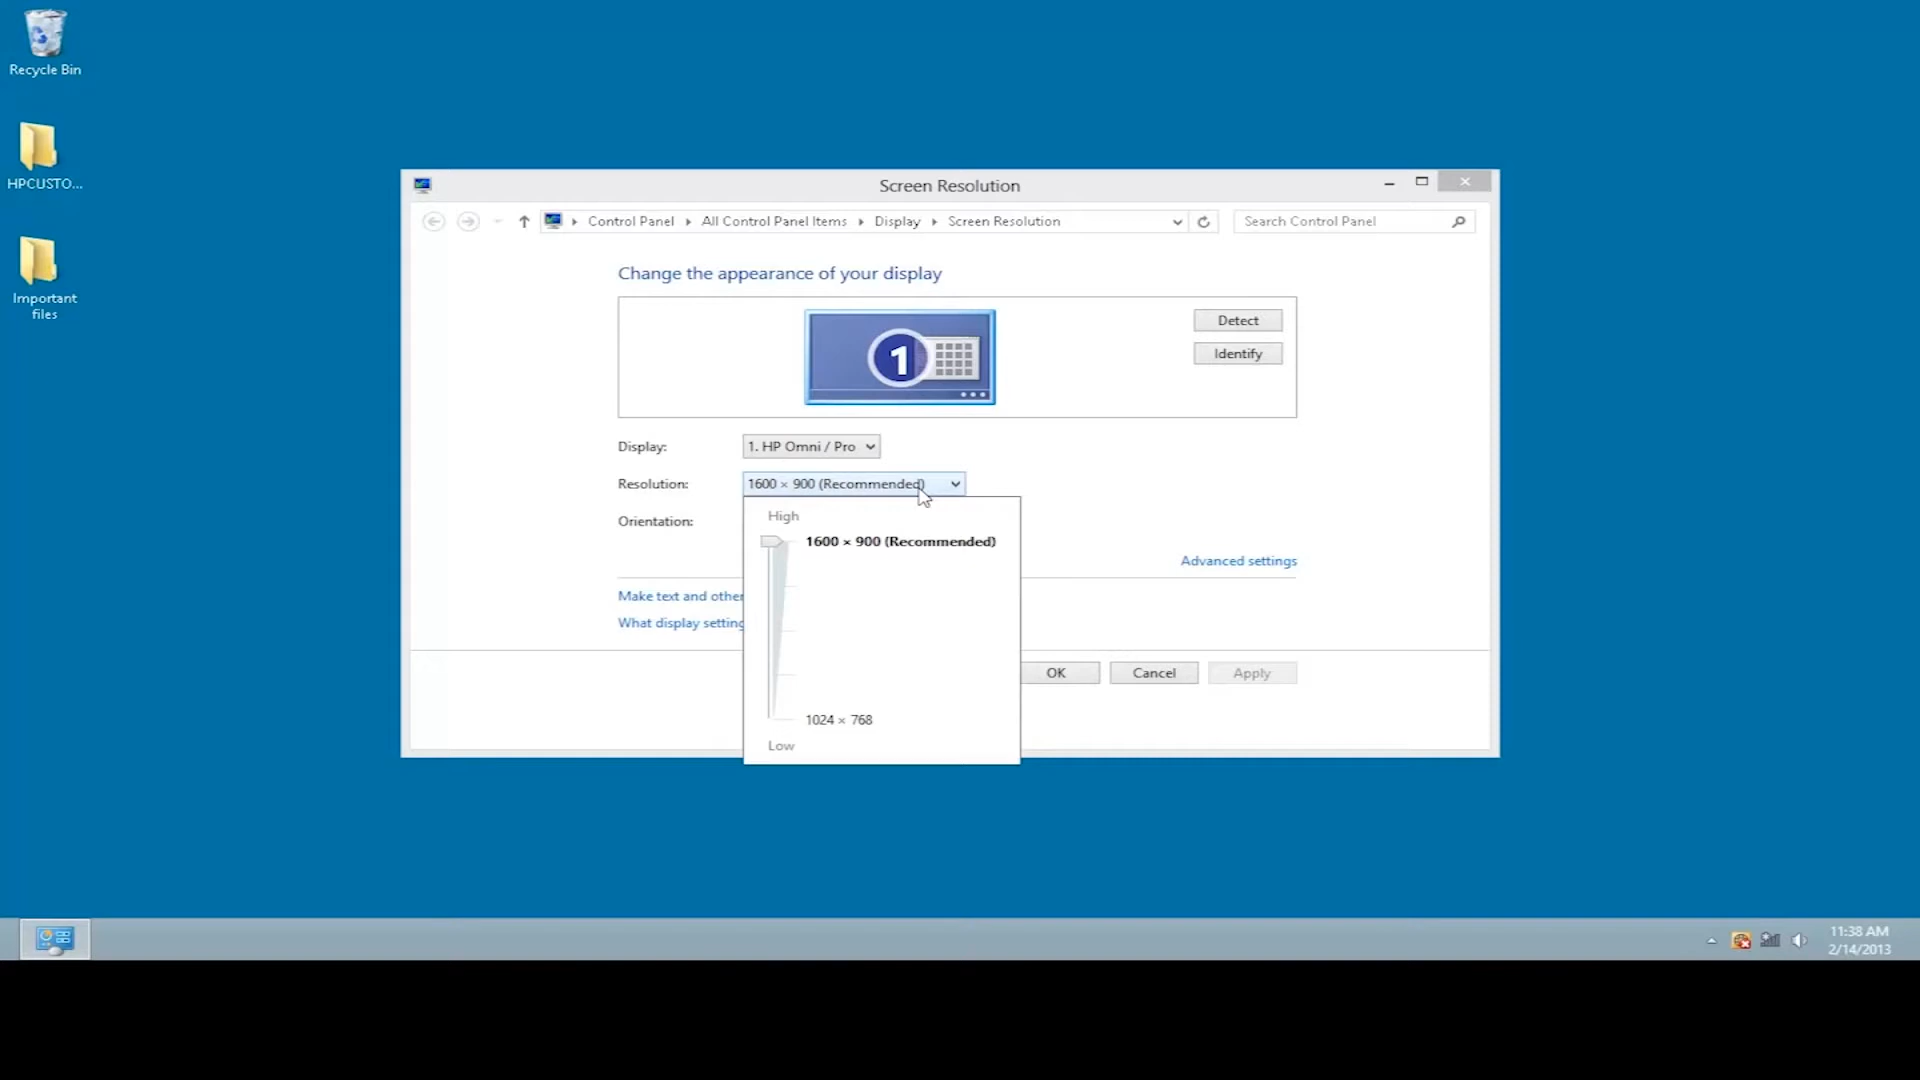 Recycle Bin
HPCUSTO...
Important
files
Screen Resolution
Control Panel
All Control Panel Items
Display
Screen Resolution
Search Control Panel
Change the appearance of your display
1
Detect
Identify
Display:
1. HP Omni / Pro
Resolution:
1600 × 900 (Recommended)
Orientation:
High
1600 × 900 (Recommended)
1024 × 768
Low
Advanced settings
Make text and other
What display setting
OK
Cancel
Apply
11:38 AM
2/14/2013